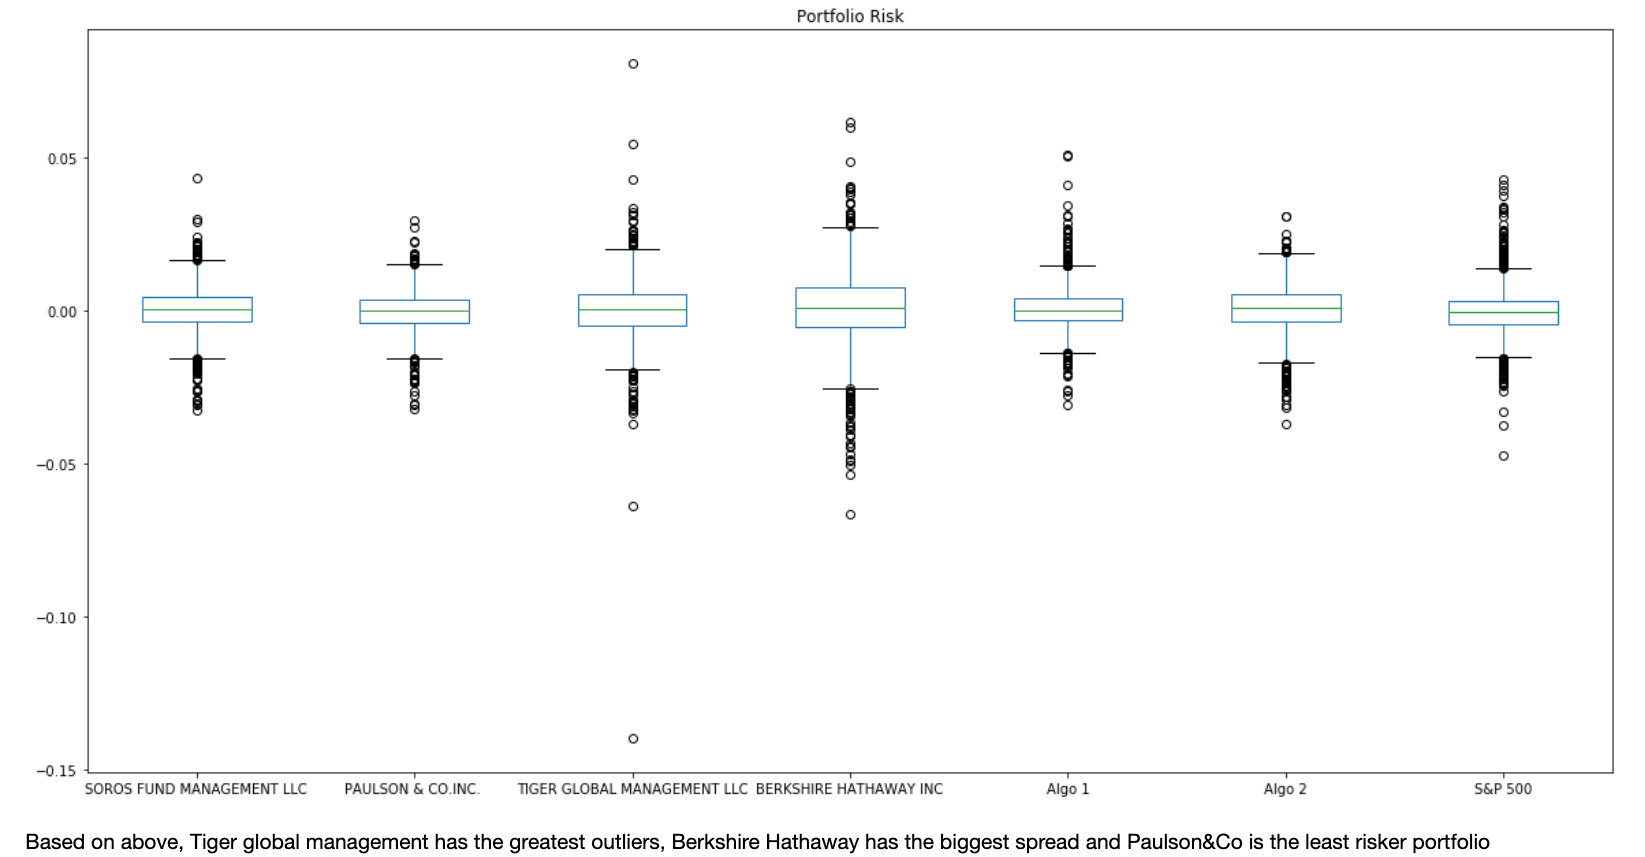 Portfolio Risk
0.05
0.00
−0.05
−0.10
−0.15
SOROS FUND MANAGEMENT LLC PAULSON & CO.INC. TIGER GLOBAL MANAGEMENT LLC BERKSHIRE HATHAWAY INC Algo 1 Algo 2 S&P 500
Based on above, Tiger global management has the greatest outliers, Berkshire Hathaway has the biggest spread and Paulson&Co is the least risker portfolio